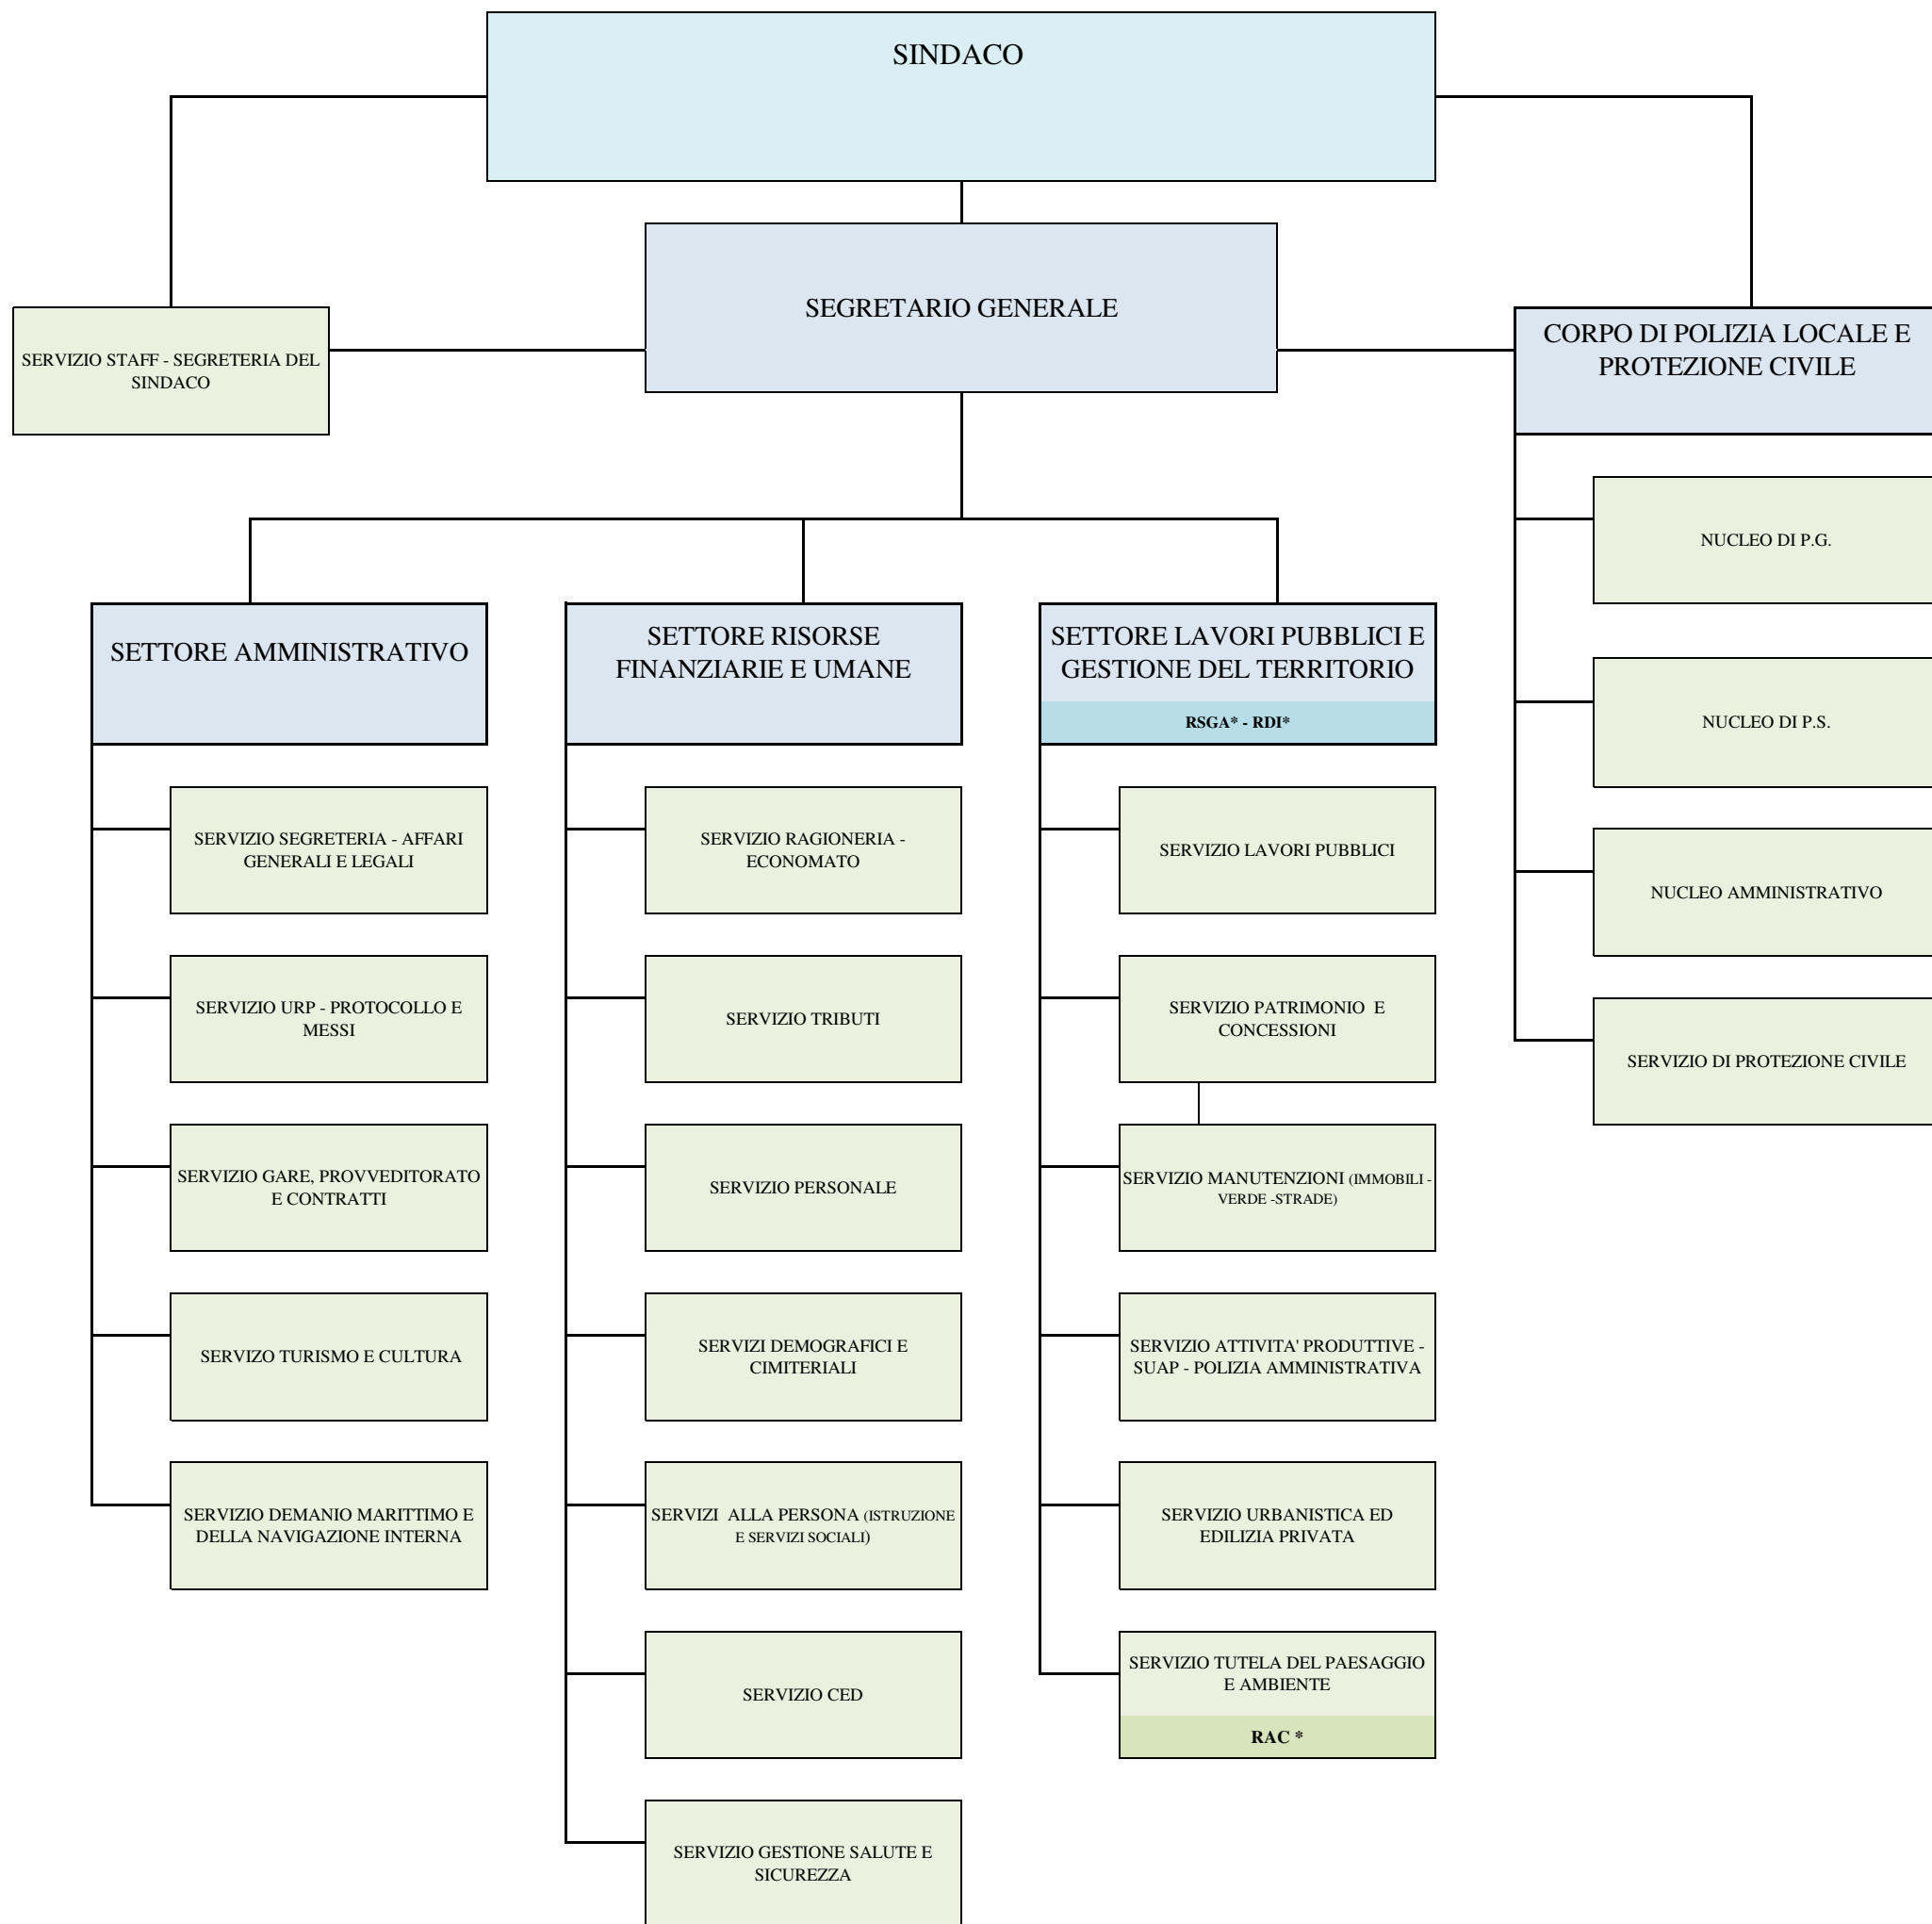 SINDACO
SEGRETARIO GENERALE
SERVIZIO STAFF - SEGRETERIA DEL
SINDACO
CORPO DI POLIZIA LOCALE E
PROTEZIONE CIVILE
NUCLEO DI P.G.
NUCLEO DI P.S.
NUCLEO AMMINISTRATIVO
SERVIZIO DI PROTEZIONE CIVILE
SETTORE AMMINISTRATIVO
SERVIZIO SEGRETERIA - AFFARI
GENERALI E LEGALI
SERVIZIO URP - PROTOCOLLO E
MESSI
SERVIZIO GARE, PROVVEDITORATO
E CONTRATTI
SERVIZO TURISMO E CULTURA
SERVIZIO DEMANIO MARITTIMO E
DELLA NAVIGAZIONE INTERNA
SETTORE RISORSE
FINANZIARIE E UMANE
SERVIZIO RAGIONERIA -
ECONOMATO
SERVIZIO TRIBUTI
SERVIZIO PERSONALE
SERVIZI DEMOGRAFICI E
CIMITERIALI
SERVIZI ALLA PERSONA (ISTRUZIONE
E SERVIZI SOCIALI)
SERVIZIO CED
SERVIZIO GESTIONE SALUTE E
SICUREZZA
SETTORE LAVORI PUBBLICI E
GESTIONE DEL TERRITORIO
RSGA* - RDI*
SERVIZIO LAVORI PUBBLICI
SERVIZIO PATRIMONIO E
CONCESSIONI
SERVIZIO MANUTENZIONI (IMMOBILI -
VERDE -STRADE)
SERVIZIO ATTIVITA' PRODUTTIVE -
SUAP - POLIZIA AMMINISTRATIVA
SERVIZIO URBANISTICA ED
EDILIZIA PRIVATA
SERVIZIO TUTELA DEL PAESAGGIO
E AMBIENTE
RAC *